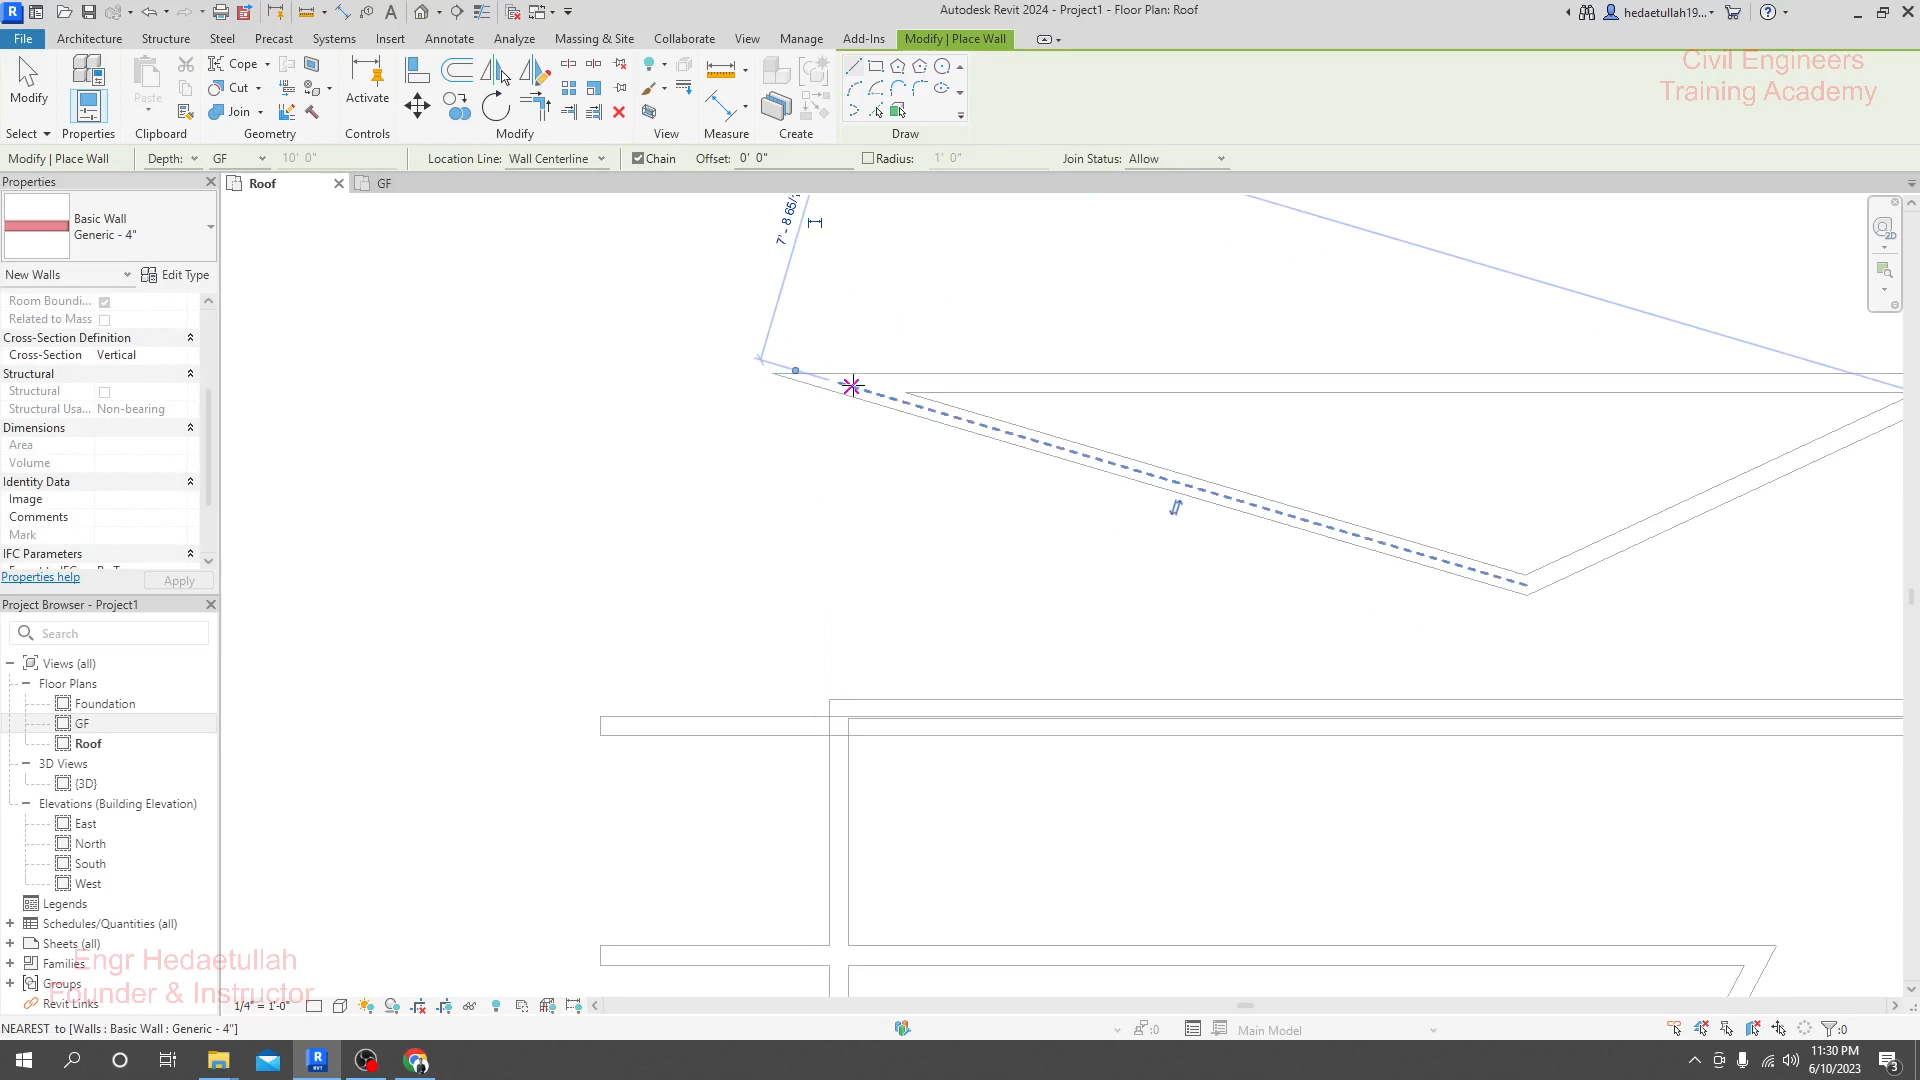 Autodesk Revit 2024 - Project1 - Floor Plan: Roof
hedaetullah19...
File Architecture Structure Steel Precast Systems Insert Annotate Analyze Massing & Site Collaborate View Manage Add-Ins Modify | Place Wall
Civil Engineers
Training Academy
Modify
Paste
Cope
Cut
Join
Activate
Select Properties Clipboard Geometry Controls Modify View Measure Create Draw
Modify | Place Wall Depth: GF 10' 0" Location Line: Wall Centerline Chain Offset: 0' 0" Radius: 1' 0" Join Status: Allow
Properties
Roof GF
Basic Wall
Generic - 4"
New Walls Edit Type
Room Boundi...
Related to Mass
Cross-Section Definition
Cross-Section Vertical
Structural
Structural
Structural Usa... Non-bearing
Dimensions
Area
Volume
Identity Data
Image
Comments
Mark
IFC Parameters
Properties help Apply
7' - 8 65/
2D
Project Browser - Project1
Search
Views (all)
Floor Plans
Foundation
GF
Roof
3D Views
{3D}
Elevations (Building Elevation)
East
North
South
West
Legends
Schedules/Quantities (all)
Sheets (all)
Families
Groups
Revit Links
Engr Hedaetullah
Founder & Instructor
1/4" = 1'-0"
NEAREST to [Walls : Basic Wall : Generic - 4"]
:0
Main Model
:0
11:30 PM
6/10/2023
3